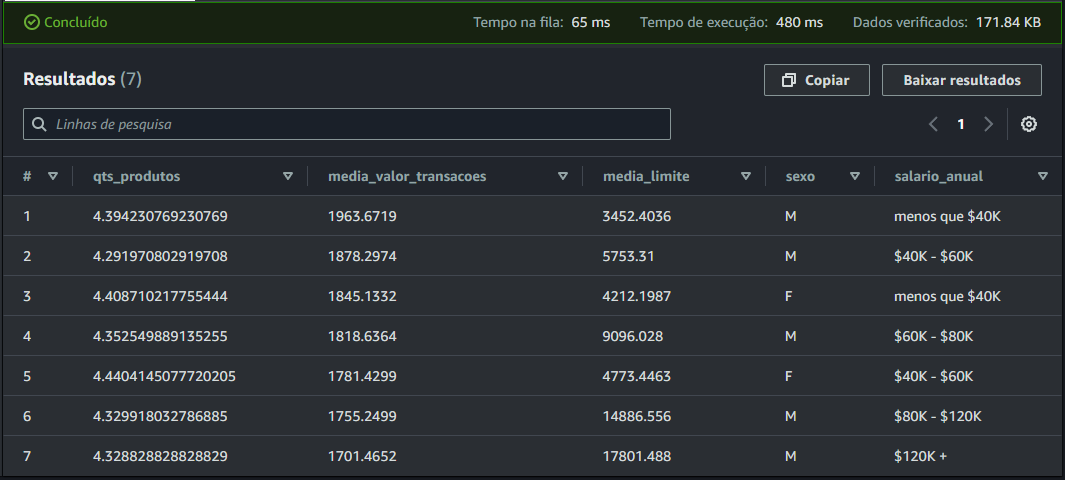 Concluído Tempo na fila: 65 ms Tempo de execução: 480 ms Dados verificados: 171.84 KB
Resultados (7) Copiar Baixar resultados
Linhas de pesquisa 1
# qts_produtos media_valor_transacoes media_limite sexo salario_anual
1 4.394230769230769 1963.6719 3452.4036 M menos que $40K
2 4.291970802919708 1878.2974 5753.31 M $40K - $60K
3 4.408710217755444 1845.1332 4212.1987 F menos que $40K
4 4.352549889135255 1818.6364 9096.028 M $60K - $80K
5 4.4404145077720205 1781.4299 4773.4463 F $40K - $60K
6 4.329918032786885 1755.2499 14886.556 M $80K - $120K
7 4.328828828828829 1701.4652 17801.488 M $120K +